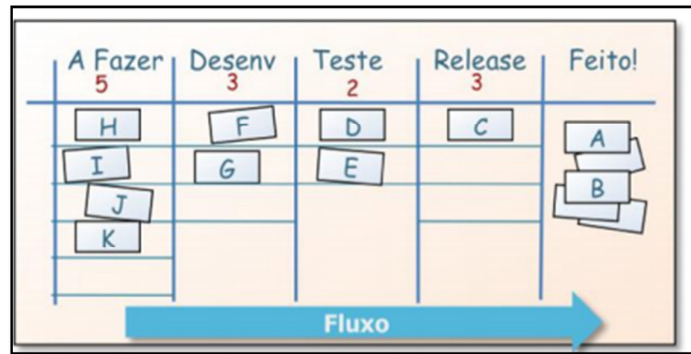 A Fazer Desenv Teste Release Feito!
5 3 2 3
H F D C A
I G E
J B
K
Fluxo